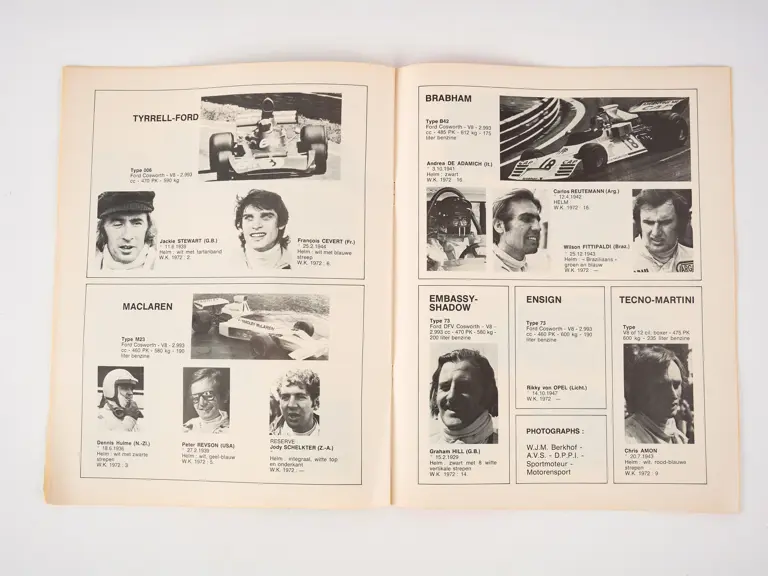 TYRRELL-FORD
Type 006
Ford Cosworth - V8 - 2.993
cc - 470 PK - 590 kg
Jackie STEWART (G.B.)
° 11.6.1939
Helm : wit met tartanband
W.K. 1972 : 2
François CEVERT (Fr.)
° 25.2.1944
Helm : wit met blauwe
streep
W.K. 1972 : 6
MACLAREN
Type M23
Ford Cosworth - V8 - 2.993
cc - 460 PK - 580 kg - 190
liter benzine
Dennis Hulme (N.-Zl.)
° 18.6.1936
Helm : wit met zwarte
strepen
W.K. 1972 : 3
Peter REVSON (USA)
° 27.2.1939
Helm : wit, geel-blauw
W.K. 1972 : 5
RESERVE
Jody SCHELKTER (Z.-A.)
Helm : integraal, witte top
en onderkant
W.K. 1972 : —
BRABHAM
Type B42
Ford Cosworth - V8 - 2.993
cc - 485 PK - 612 kg - 175
liter benzine
Andrea DE ADAMICH (It.)
° 3.10.1941
Helm : zwart
W.K. 1972 : 16
Carlos REUTEMANN (Arg.)
° 12.4.1942
HELM
W.K. 1972 : 16
Wilson FITTIPALDI (Braz.)
° 25.12.1943
Helm : « Braziliaans »
groen en blauw
W.K. 1972 : —
EMBASSY-
SHADOW
Type 73
Ford DFV Cosworth - V8 -
2.993 cc - 470 PK - 580 kg -
200 liter benzine
Graham HILL (G.B.)
° 15.2.1929
Helm : zwart met 8 witte
vertikale strepen
W.K. 1972 : 14
ENSIGN
Type 73
Ford Cosworth - V8 - 2.993
cc - 460 PK - 600 kg - 190
liter benzine
Rikky von OPEL (Licht.)
° 14.10.1947
W.K. 1972 : —
PHOTOGRAPHS :
W.J.M. Berkhof -
A.V.S. - D.P.P.I. -
Sportmoteur -
Motorensport
TECNO-MARTINI
Type
V8 of 12 cil. boxer - 475 PK
600 kg - 235 liter benzine
Chris AMON
° 20.7.1943
Helm : wit, rood-blauwe
strepen
W.K. 1972 : 9